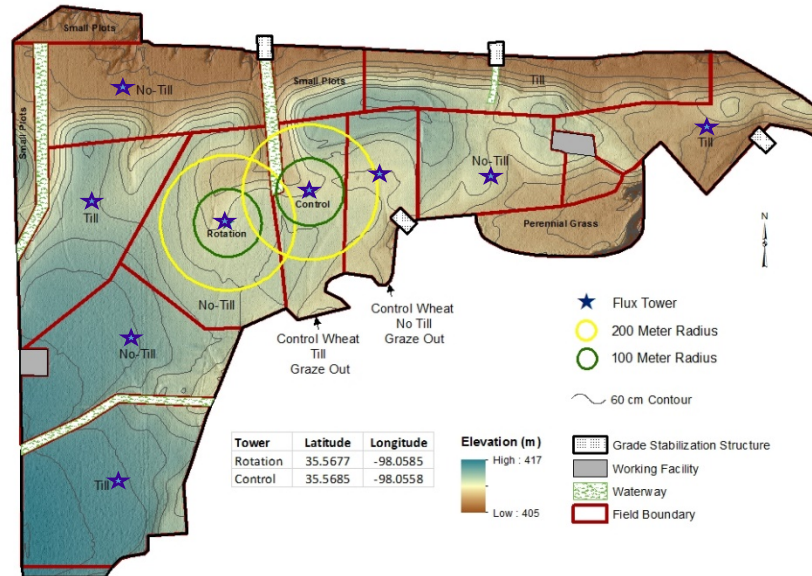 Small Plots
No-Till
Small Plots
Till
Small Plots
Till
No-Till
Till
Control
Rotation
Perennial Grass
N
No-Till
Control Wheat
Till
Graze Out
Control Wheat
No Till
Graze Out
No-Till
Till
Flux Tower
200 Meter Radius
100 Meter Radius
60 cm Contour
Tower Latitude Longitude
Rotation 35.5677 -98.0585
Control 35.5685 -98.0558
Elevation (m)
High : 417
Low : 405
Grade Stabilization Structure
Working Facility
Waterway
Field Boundary